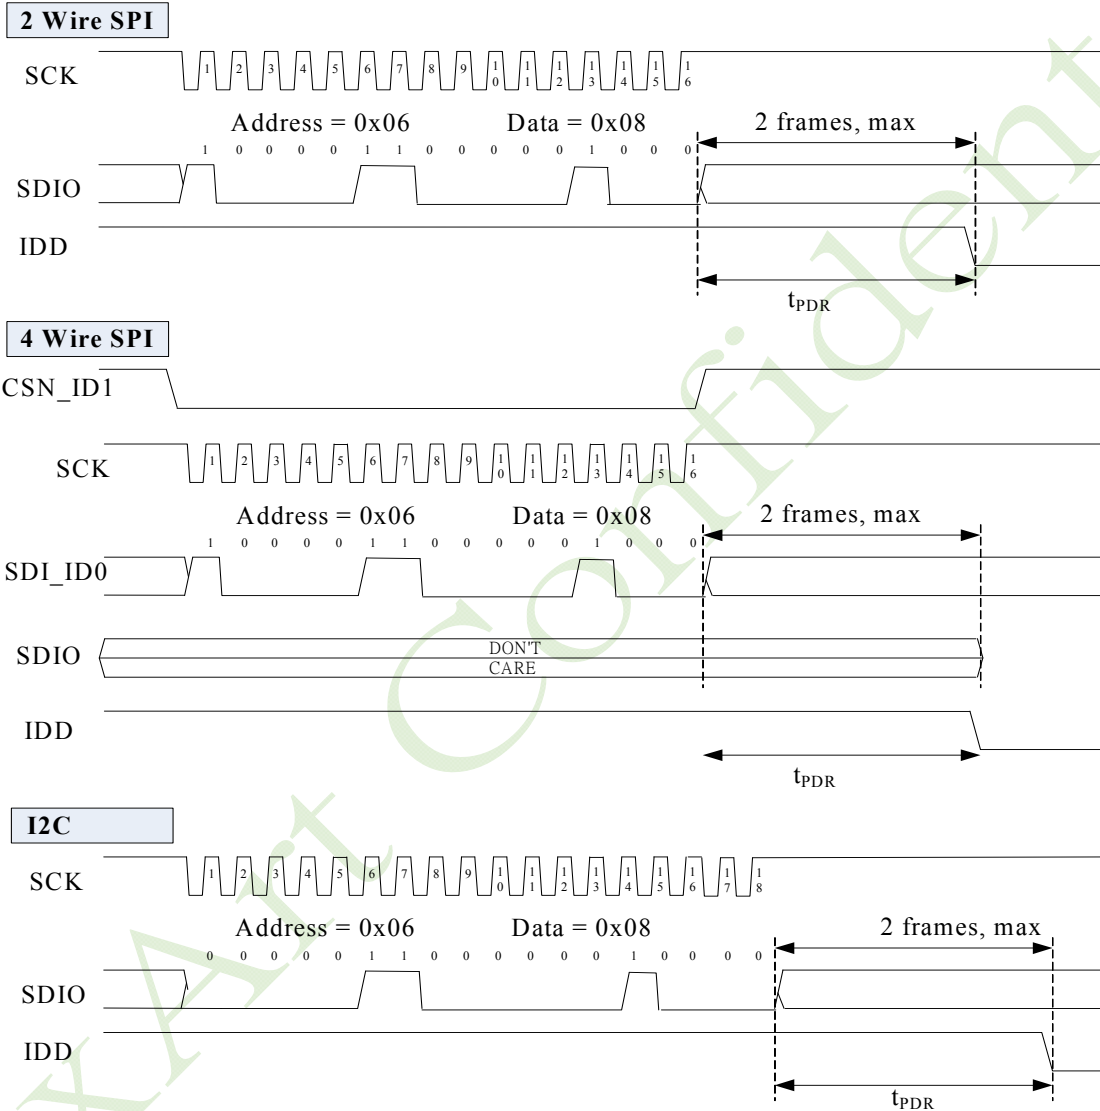 2 Wire SPI
SCK
1 2 3 4 5 6 7 8 9 10 11 12 13 14 15 16
Address = 0x06 Data = 0x08 2 frames, max
1 0 0 0 0 1 1 0 0 0 0 0 1 0 0 0
SDIO
IDD
tPDR
4 Wire SPI
CSN_ID1
SCK
1 2 3 4 5 6 7 8 9 10 11 12 13 14 15 16
Address = 0x06 Data = 0x08 2 frames, max
1 0 0 0 0 1 1 0 0 0 0 0 1 0 0 0
SDI_ID0
SDIO
DON'T
CARE
IDD
tPDR
I2C
SCK
1 2 3 4 5 6 7 8 9 10 11 12 13 14 15 16 17 18
Address = 0x06 Data = 0x08 2 frames, max
0 0 0 0 0 1 1 0 0 0 0 0 0 1 0 0 0 0
SDIO
IDD
tPDR
xArt Confident